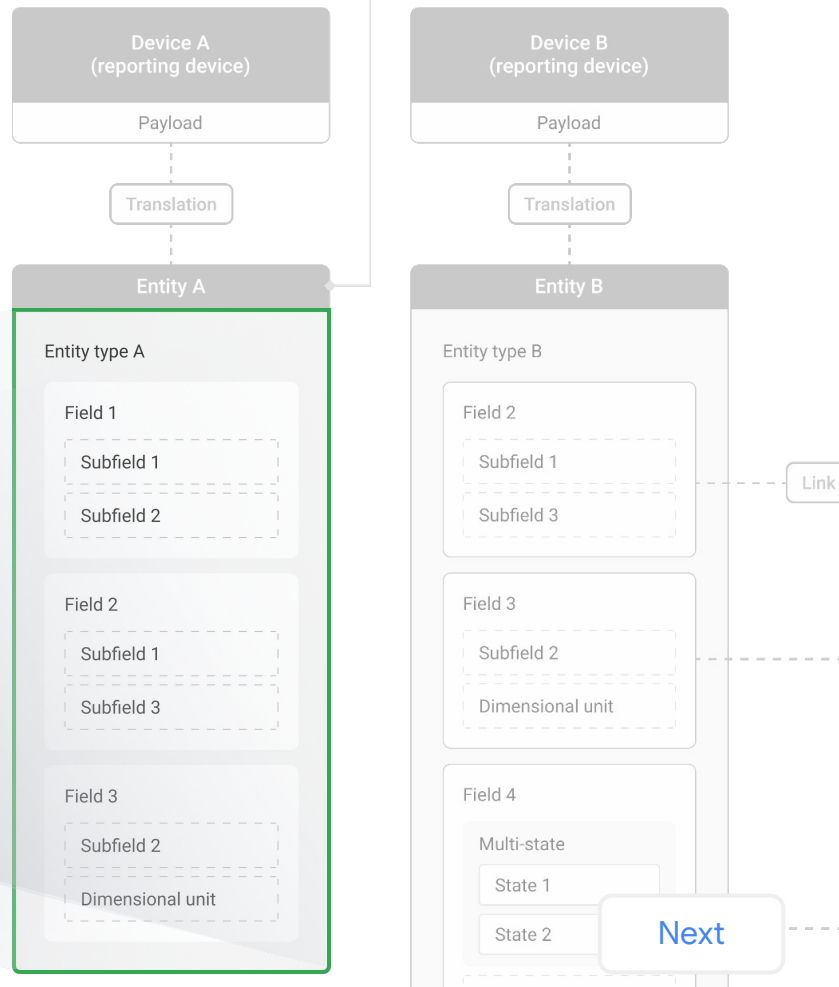 Device A
(reporting device)
Payload
Translation
Entity A
Entity type A
Field 1
Subfield 1
Subfield 2
Field 2
Subfield 1
Subfield 3
Field 3
Subfield 2
Dimensional unit
Device B
(reporting device)
Payload
Translation
Entity B
Entity type B
Field 2
Subfield 1
Subfield 3
Field 3
Subfield 2
Dimensional unit
Field 4
Multi-state
State 1
State 2
Link
Next